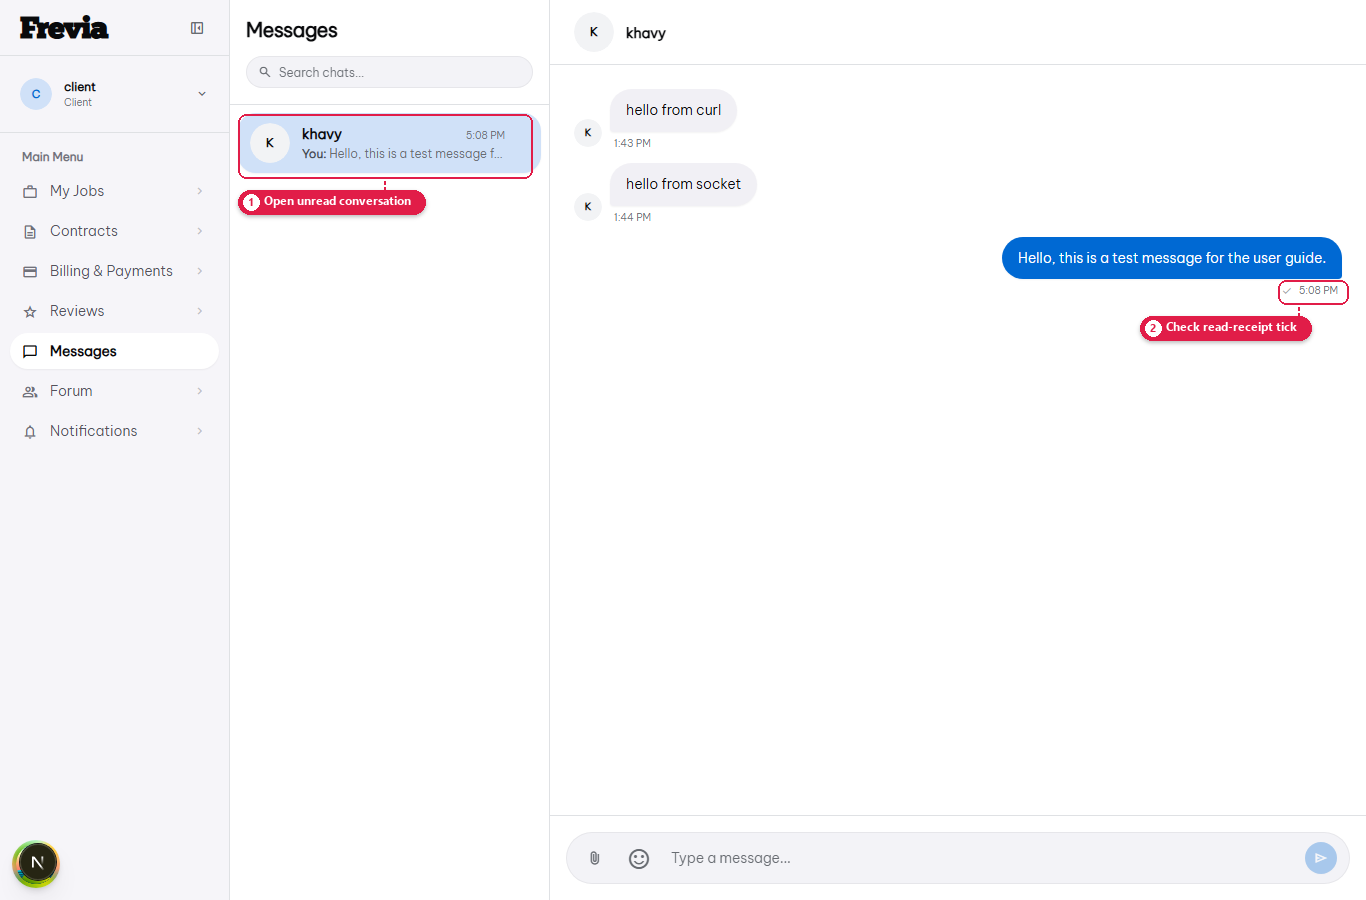 Frevia
C
client
Client
Main Menu
My Jobs
Contracts
Billing & Payments
Reviews
Messages
Forum
Notifications
N
Messages
Search chats...
K
khavy
5:08 PM
You: Hello, this is a test message f...
1 Open unread conversation
K
khavy
hello from curl
K
1:43 PM
hello from socket
K
1:44 PM
Hello, this is a test message for the user guide.
5:08 PM
2 Check read-receipt tick
Type a message...